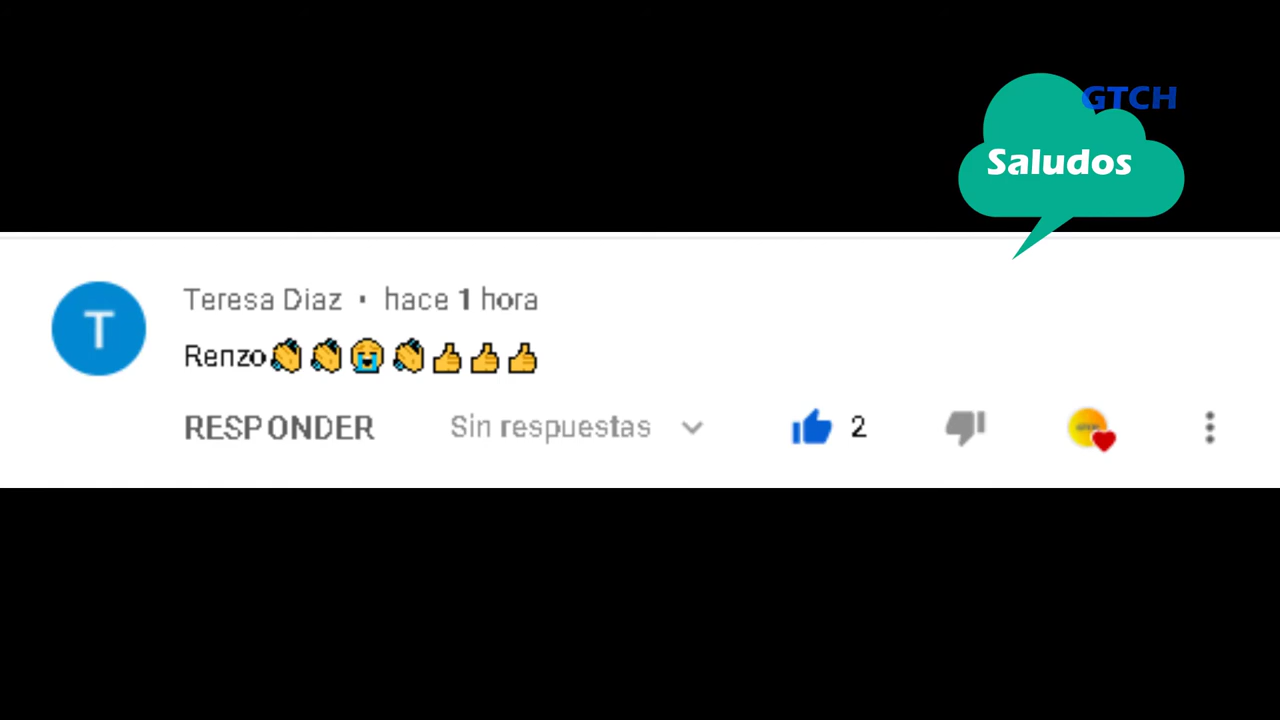 GTCH
Saludos
T
Teresa Diaz • hace 1 hora
Renzo👏👏😭👏👍👍👍
RESPONDER Sin respuestas 2